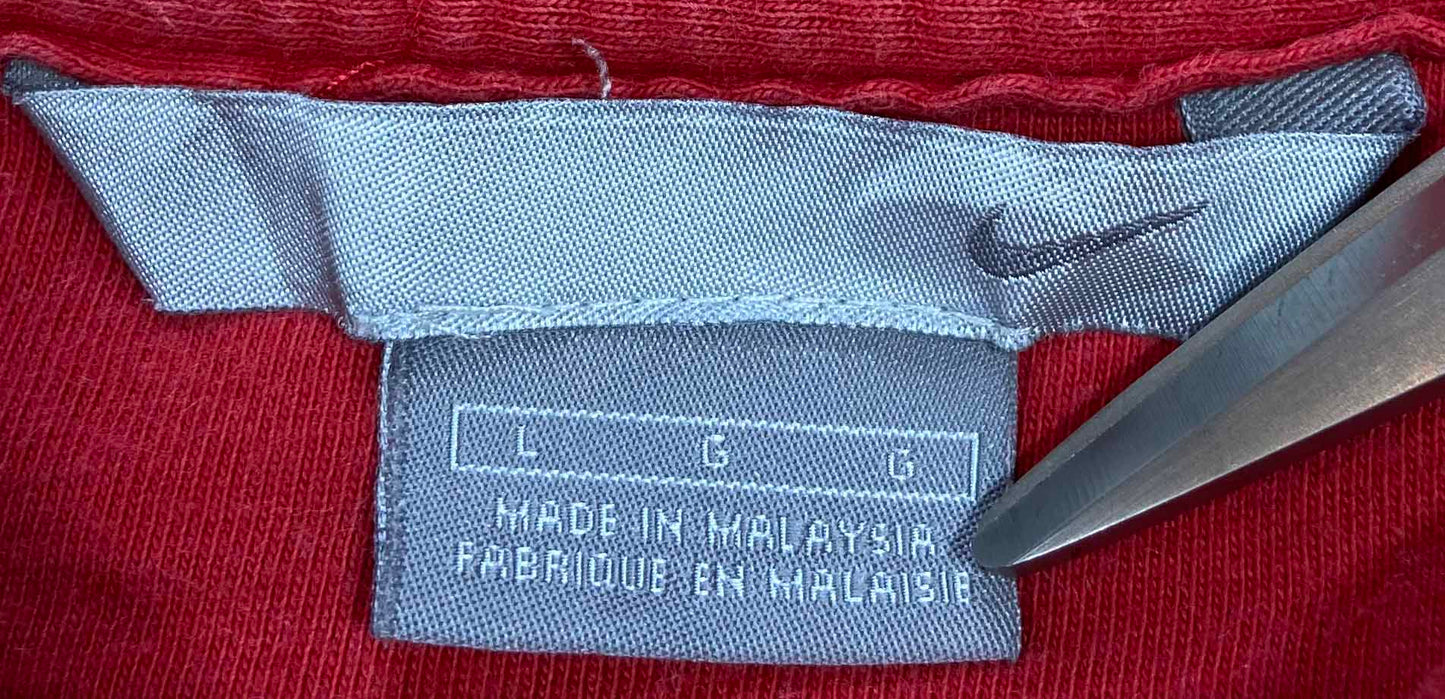 L G G
MADE IN MALAYSIA
FABRIQUE EN MALAISIE